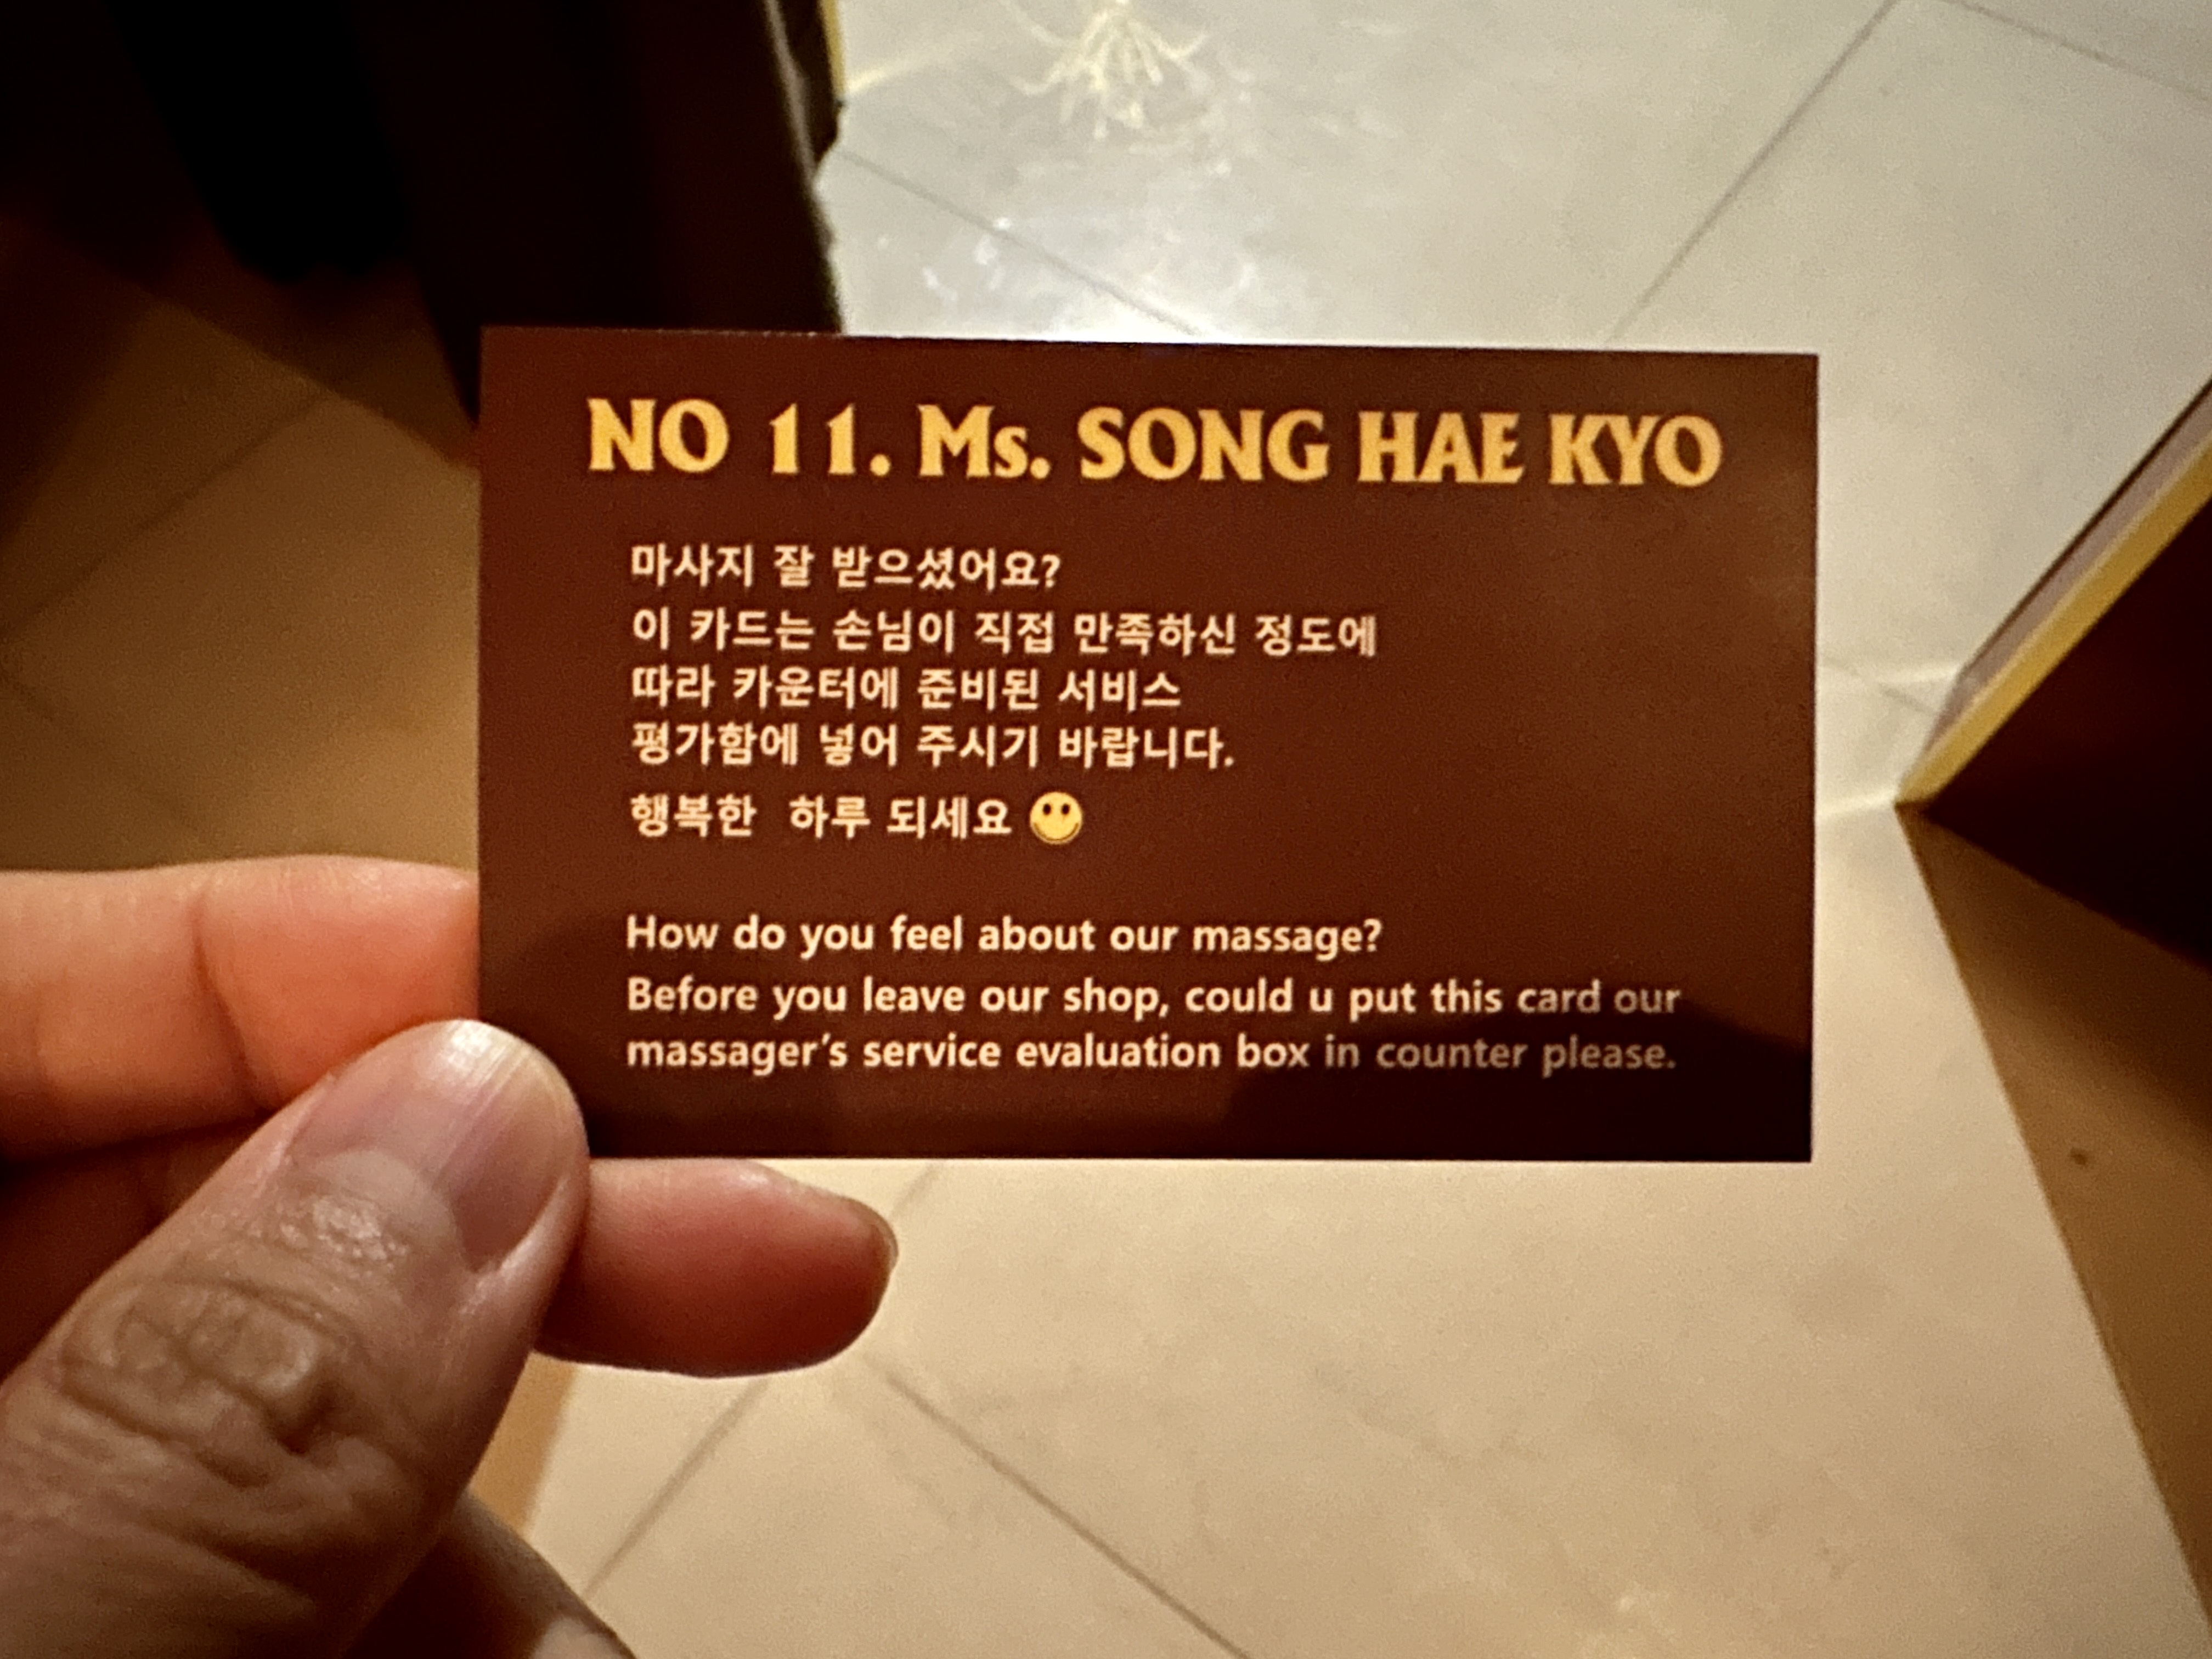 NO 11. Ms. SONG HAE KYO
마사지 잘 받으셨어요?
이 카드는 손님이 직접 만족하신 정도에
따라 카운터에 준비된 서비스
평가함에 넣어 주시기 바랍니다.
행복한 하루 되세요
How do you feel about our massage?
Before you leave our shop, could u put this card our
massager's service evaluation box in counter please.